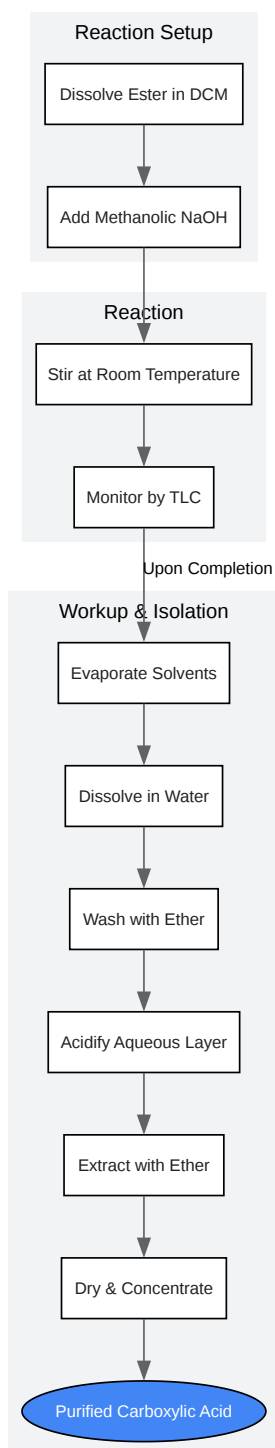 Reaction Setup
Dissolve Ester in DCM
Add Methanolic NaOH
Reaction
Stir at Room Temperature
Monitor by TLC
Upon Completion
Workup & Isolation
Evaporate Solvents
Dissolve in Water
Wash with Ether
Acidify Aqueous Layer
Extract with Ether
Dry & Concentrate
Purified Carboxylic Acid